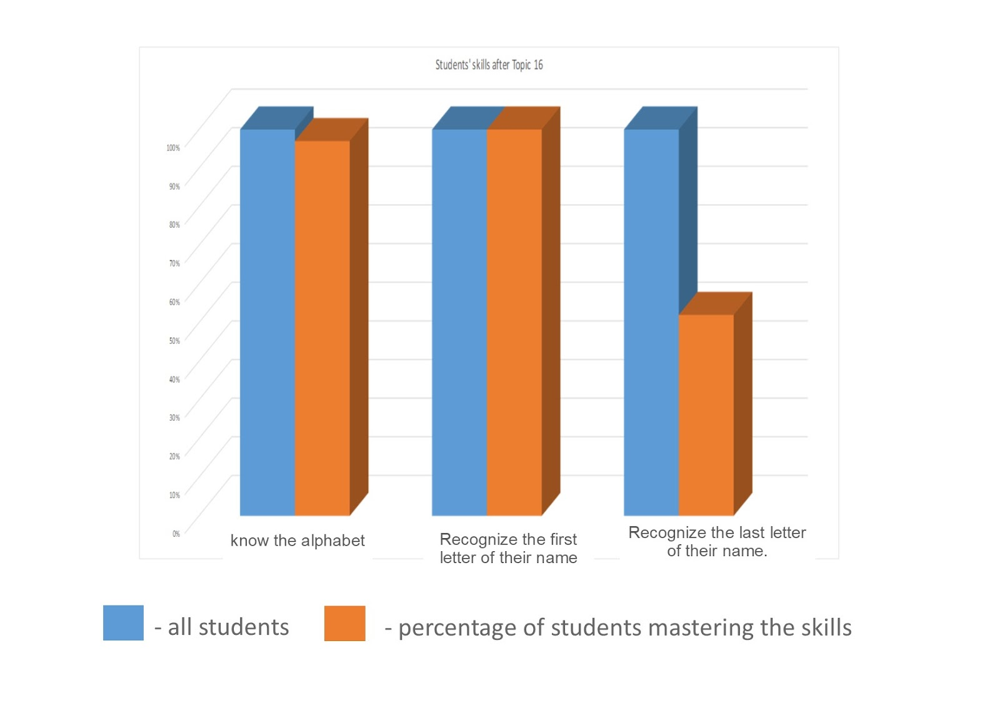 Students' skills after Topic 16
100%
90%
80%
70%
60%
50%
40%
30%
20%
10%
0%
know the alphabet
Recognize the first
letter of their name
Recognize the last letter
of their name.
- all students
- percentage of students mastering the skills